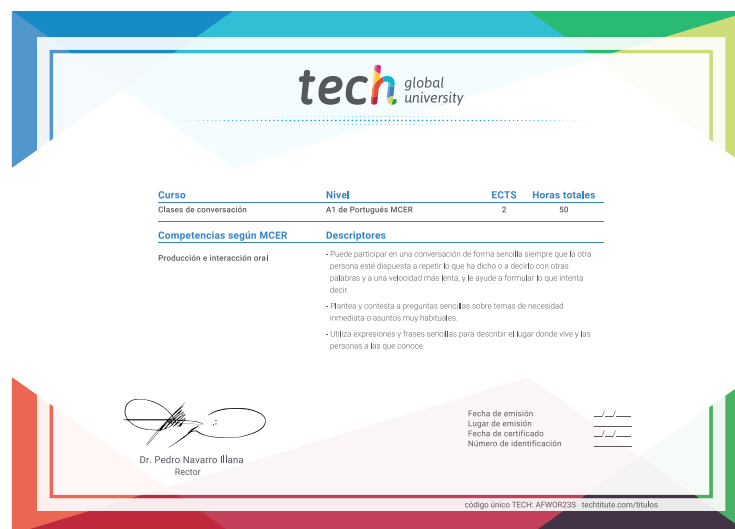 tech global university
Curso Nivel ECTS Horas totales
Clases de conversación A1 de Portugués MCER 2 50
Competencias según MCER Descriptores
Producción e interacción oral
- Puede participar en una conversación de forma sencilla siempre que la otra
persona esté dispuesta a repetir lo que ha dicho o a decirlo con otras
palabras y a una velocidad más lenta, y le ayude a formular lo que intenta
decir.
- Plantea y contesta a preguntas sencillas sobre temas de necesidad
inmediata o asuntos muy habituales.
- Utiliza expresiones y frases sencillas para describir el lugar donde vive y las
personas a las que conoce.
Dr. Pedro Navarro Illana
Rector
Fecha de emisión __/__/___
Lugar de emisión ______
Fecha de certificado __/__/___
Número de identificación ______
código único TECH: AFWOR23S techtitute.com/titulos